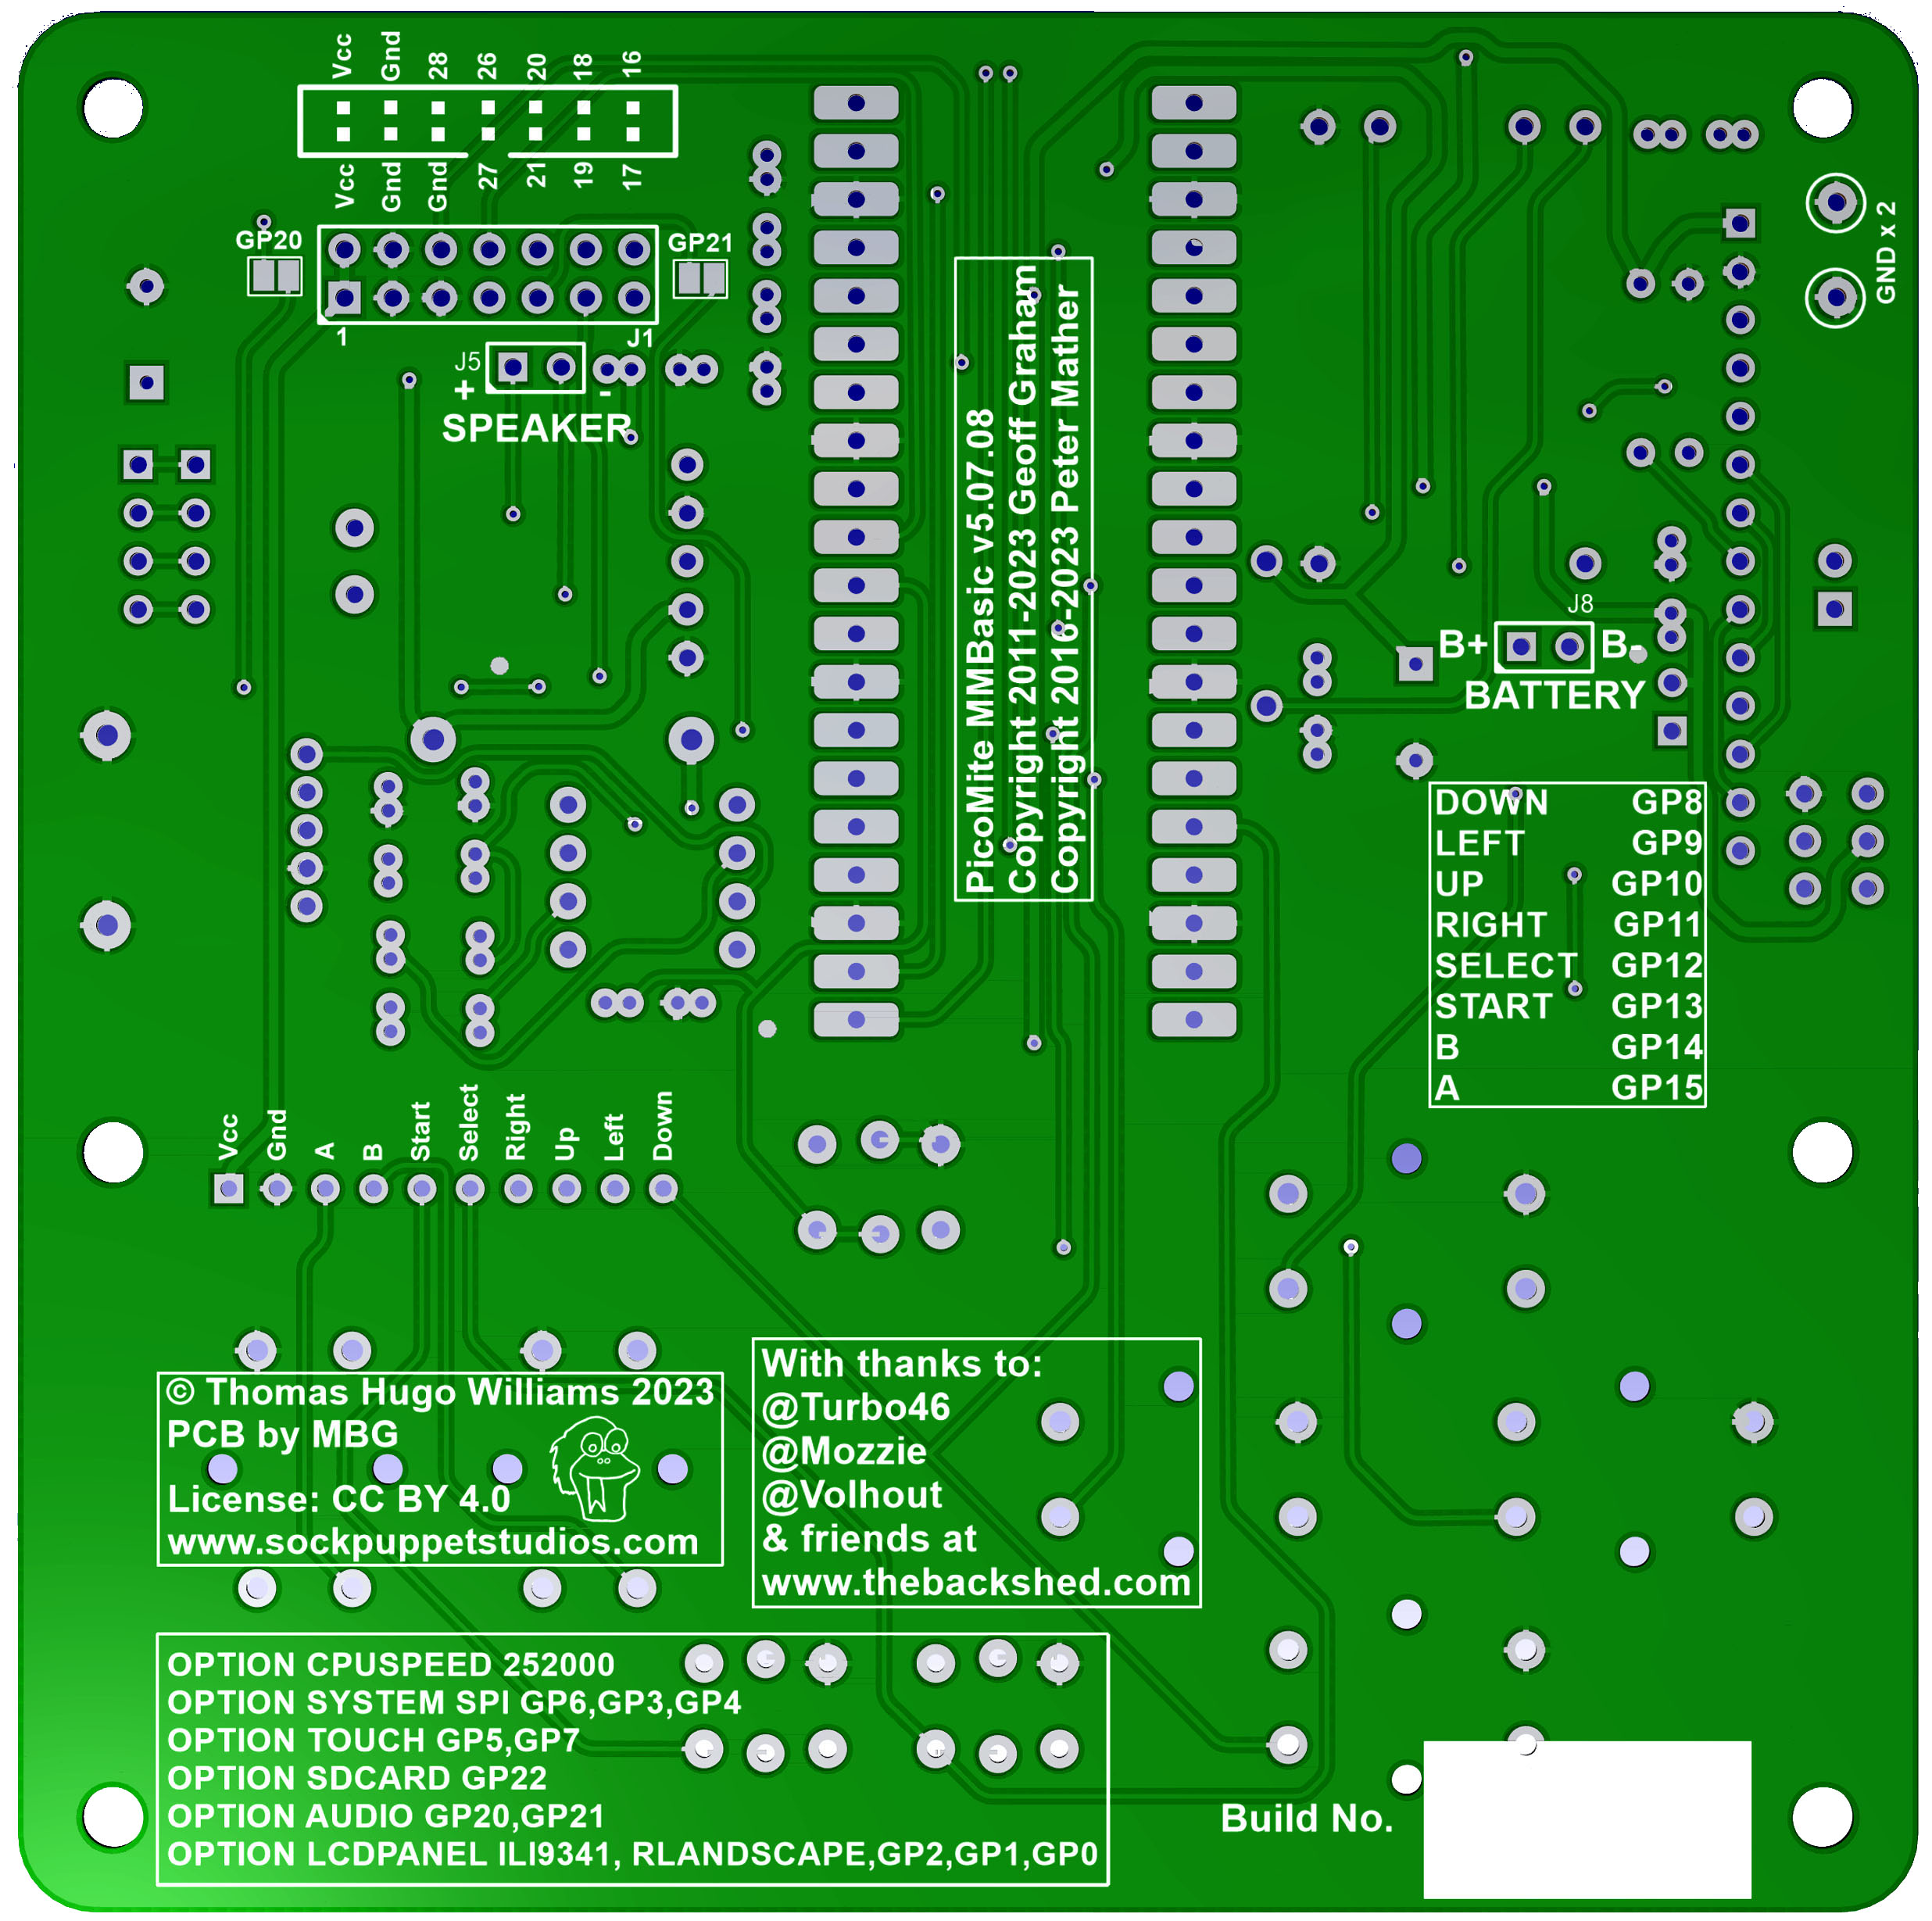 Vcc Gnd 28 26 20 18 16
Vcc Gnd Gnd 27 21 19 17
GP20
GP21
1
J1
J5
+ -
SPEAKER
GND x 2
PicoMite MMBasic v5.07.08
Copyright 2011-2023 Geoff Graham
Copyright 2016-2023 Peter Mather
J8
B+ B-
BATTERY
DOWN GP8
LEFT GP9
UP GP10
RIGHT GP11
SELECT GP12
START GP13
B GP14
A GP15
Vcc Gnd A B Start Select Right Up Left Down
© Thomas Hugo Williams 2023
PCB by MBG
License: CC BY 4.0
www.sockpuppetstudios.com
With thanks to:
@Turbo46
@Mozzie
@Volhout
& friends at
www.thebackshed.com
OPTION CPUSPEED 252000
OPTION SYSTEM SPI GP6,GP3,GP4
OPTION TOUCH GP5,GP7
OPTION SDCARD GP22
OPTION AUDIO GP20,GP21
OPTION LCDPANEL ILI9341, RLANDSCAPE,GP2,GP1,GP0
Build No.